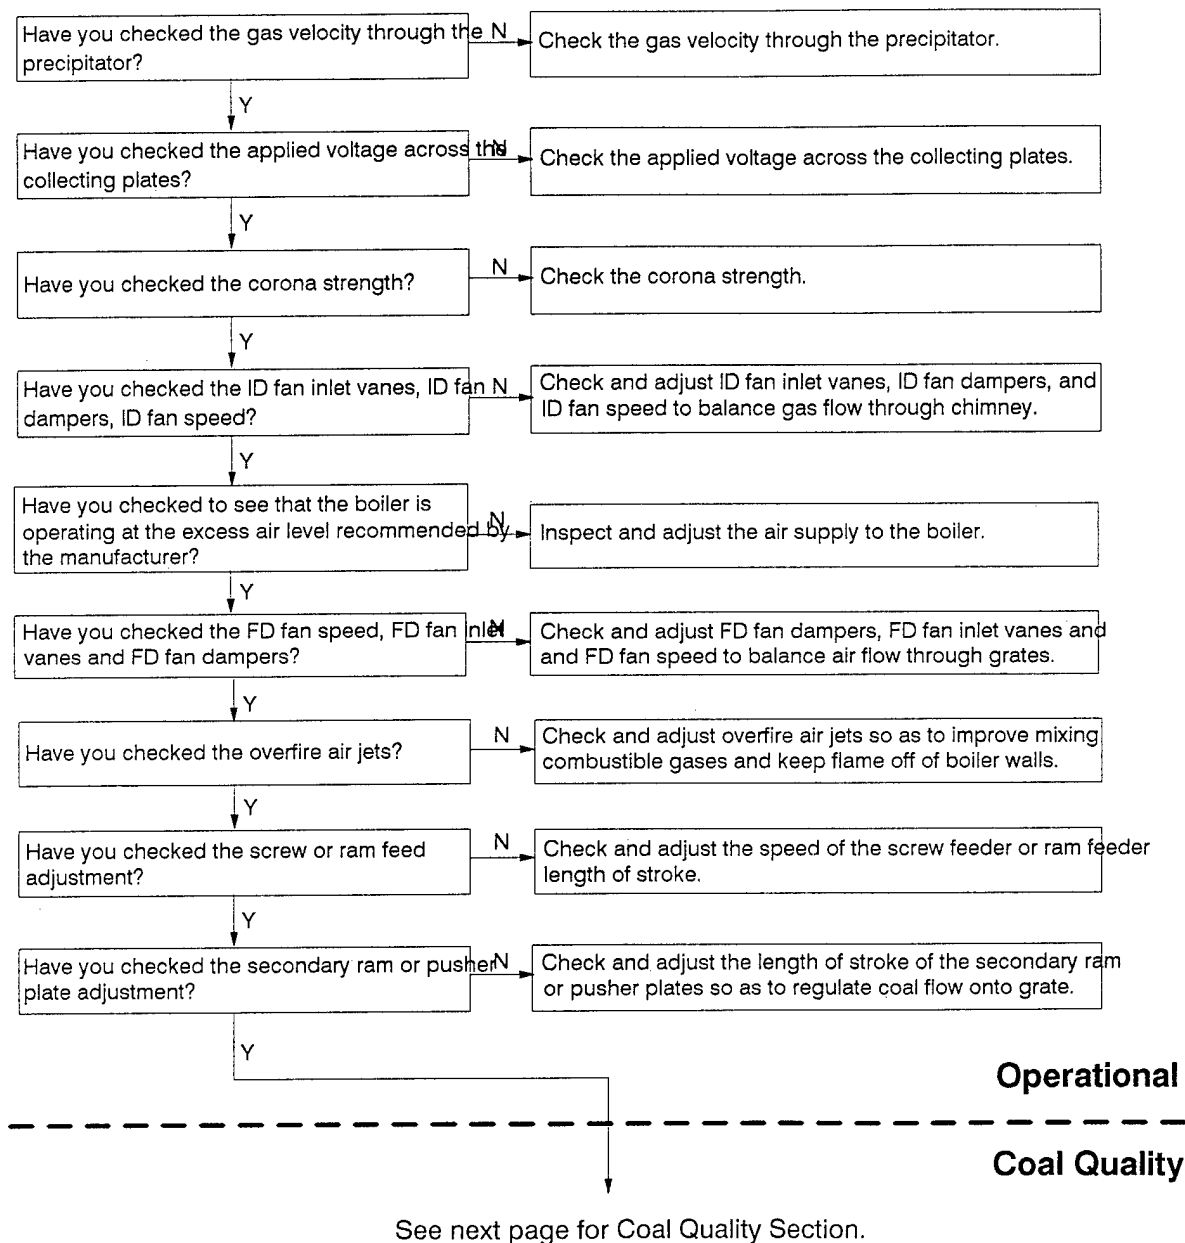 Have you checked the gas velocity through the
precipitator?
N
Check the gas velocity through the precipitator.
Y
Have you checked the applied voltage across the
collecting plates?
N
Check the applied voltage across the collecting plates.
Y
Have you checked the corona strength?
N
Check the corona strength.
Y
Have you checked the ID fan inlet vanes, ID fan
dampers, ID fan speed?
N
Check and adjust ID fan inlet vanes, ID fan dampers, and
ID fan speed to balance gas flow through chimney.
Y
Have you checked to see that the boiler is
operating at the excess air level recommended by
the manufacturer?
N
Inspect and adjust the air supply to the boiler.
Y
Have you checked the FD fan speed, FD fan inlet
vanes and FD fan dampers?
N
Check and adjust FD fan dampers, FD fan inlet vanes and
and FD fan speed to balance air flow through grates.
Y
Have you checked the overfire air jets?
N
Check and adjust overfire air jets so as to improve mixing
combustible gases and keep flame off of boiler walls.
Y
Have you checked the screw or ram feed
adjustment?
N
Check and adjust the speed of the screw feeder or ram feeder
length of stroke.
Y
Have you checked the secondary ram or pusher
plate adjustment?
N
Check and adjust the length of stroke of the secondary ram
or pusher plates so as to regulate coal flow onto grate.
Y
Operational
Coal Quality
See next page for Coal Quality Section.